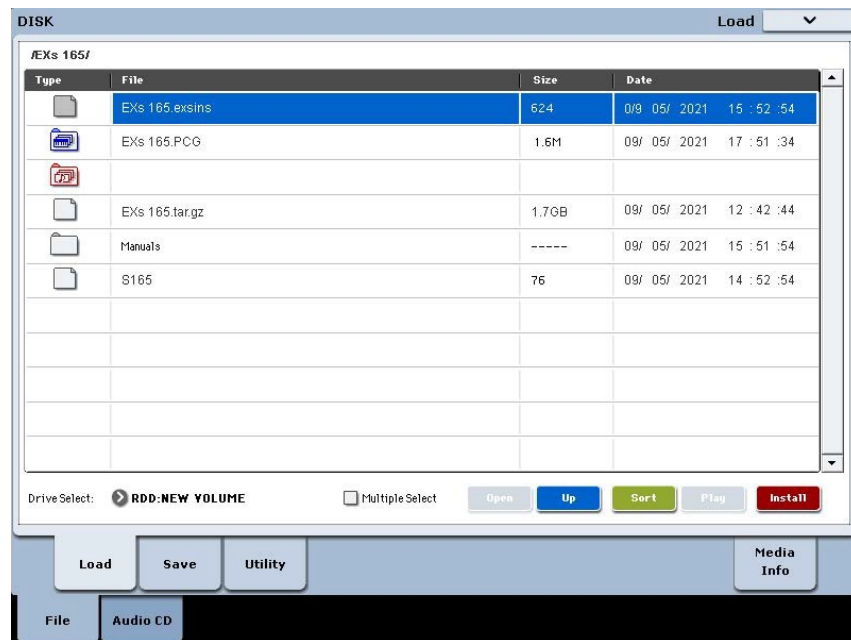 DISK Load
/EXs 165/
Type File Size Date
EXs 165.exsins 624 0/9 05/ 2021 15 : 52 :54
EXs 165.PCG 1.6M 09/ 05/ 2021 17 : 51 :34
EXs 165.tar.gz 1.7GB 09/ 05/ 2021 12 : 42 :44
Manuals ----- 09/ 05/ 2021 15 : 51 :54
S165 76 09/ 05/ 2021 14 : 52 :54
Drive Select: RDD:NEW VOLUME Multiple Select Open Up Sort Play Install
Load Save Utility Media
Info
File Audio CD